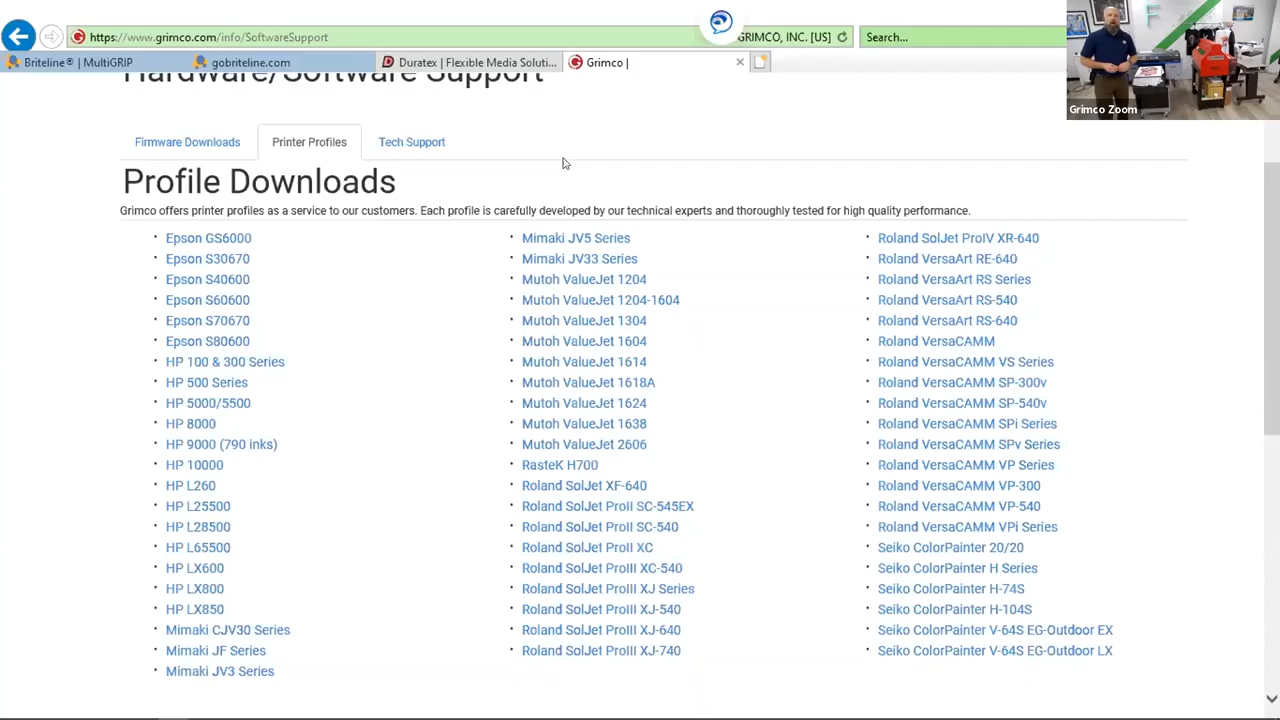 https://www.grimco.com/info/SoftwareSupport
GRIMCO, INC. [US]
Search...
Briteline® | MultiGRIP
gobriteline.com
Duratex | Flexible Media Soluti...
Grimco |
Grimco Zoom
Hardware/Software Support
Firmware Downloads
Printer Profiles
Tech Support
Profile Downloads
Grimco offers printer profiles as a service to our customers. Each profile is carefully developed by our technical experts and thoroughly tested for high quality performance.
Epson GS6000
Epson S30670
Epson S40600
Epson S60600
Epson S70670
Epson S80600
HP 100 & 300 Series
HP 500 Series
HP 5000/5500
HP 8000
HP 9000 (790 inks)
HP 10000
HP L260
HP L25500
HP L28500
HP L65500
HP LX600
HP LX800
HP LX850
Mimaki CJV30 Series
Mimaki JF Series
Mimaki JV3 Series
Mimaki JV5 Series
Mimaki JV33 Series
Mutoh ValueJet 1204
Mutoh ValueJet 1204-1604
Mutoh ValueJet 1304
Mutoh ValueJet 1604
Mutoh ValueJet 1614
Mutoh ValueJet 1618A
Mutoh ValueJet 1624
Mutoh ValueJet 1638
Mutoh ValueJet 2606
RasteK H700
Roland SolJet XF-640
Roland SolJet ProII SC-545EX
Roland SolJet ProII SC-540
Roland SolJet ProII XC
Roland SolJet ProIII XC-540
Roland SolJet ProIII XJ Series
Roland SolJet ProIII XJ-540
Roland SolJet ProIII XJ-640
Roland SolJet ProIII XJ-740
Roland SolJet ProIV XR-640
Roland VersaArt RE-640
Roland VersaArt RS Series
Roland VersaArt RS-540
Roland VersaArt RS-640
Roland VersaCAMM
Roland VersaCAMM VS Series
Roland VersaCAMM SP-300v
Roland VersaCAMM SP-540v
Roland VersaCAMM SPi Series
Roland VersaCAMM SPv Series
Roland VersaCAMM VP Series
Roland VersaCAMM VP-300
Roland VersaCAMM VP-540
Roland VersaCAMM VPi Series
Seiko ColorPainter 20/20
Seiko ColorPainter H Series
Seiko ColorPainter H-74S
Seiko ColorPainter H-104S
Seiko ColorPainter V-64S EG-Outdoor EX
Seiko ColorPainter V-64S EG-Outdoor LX